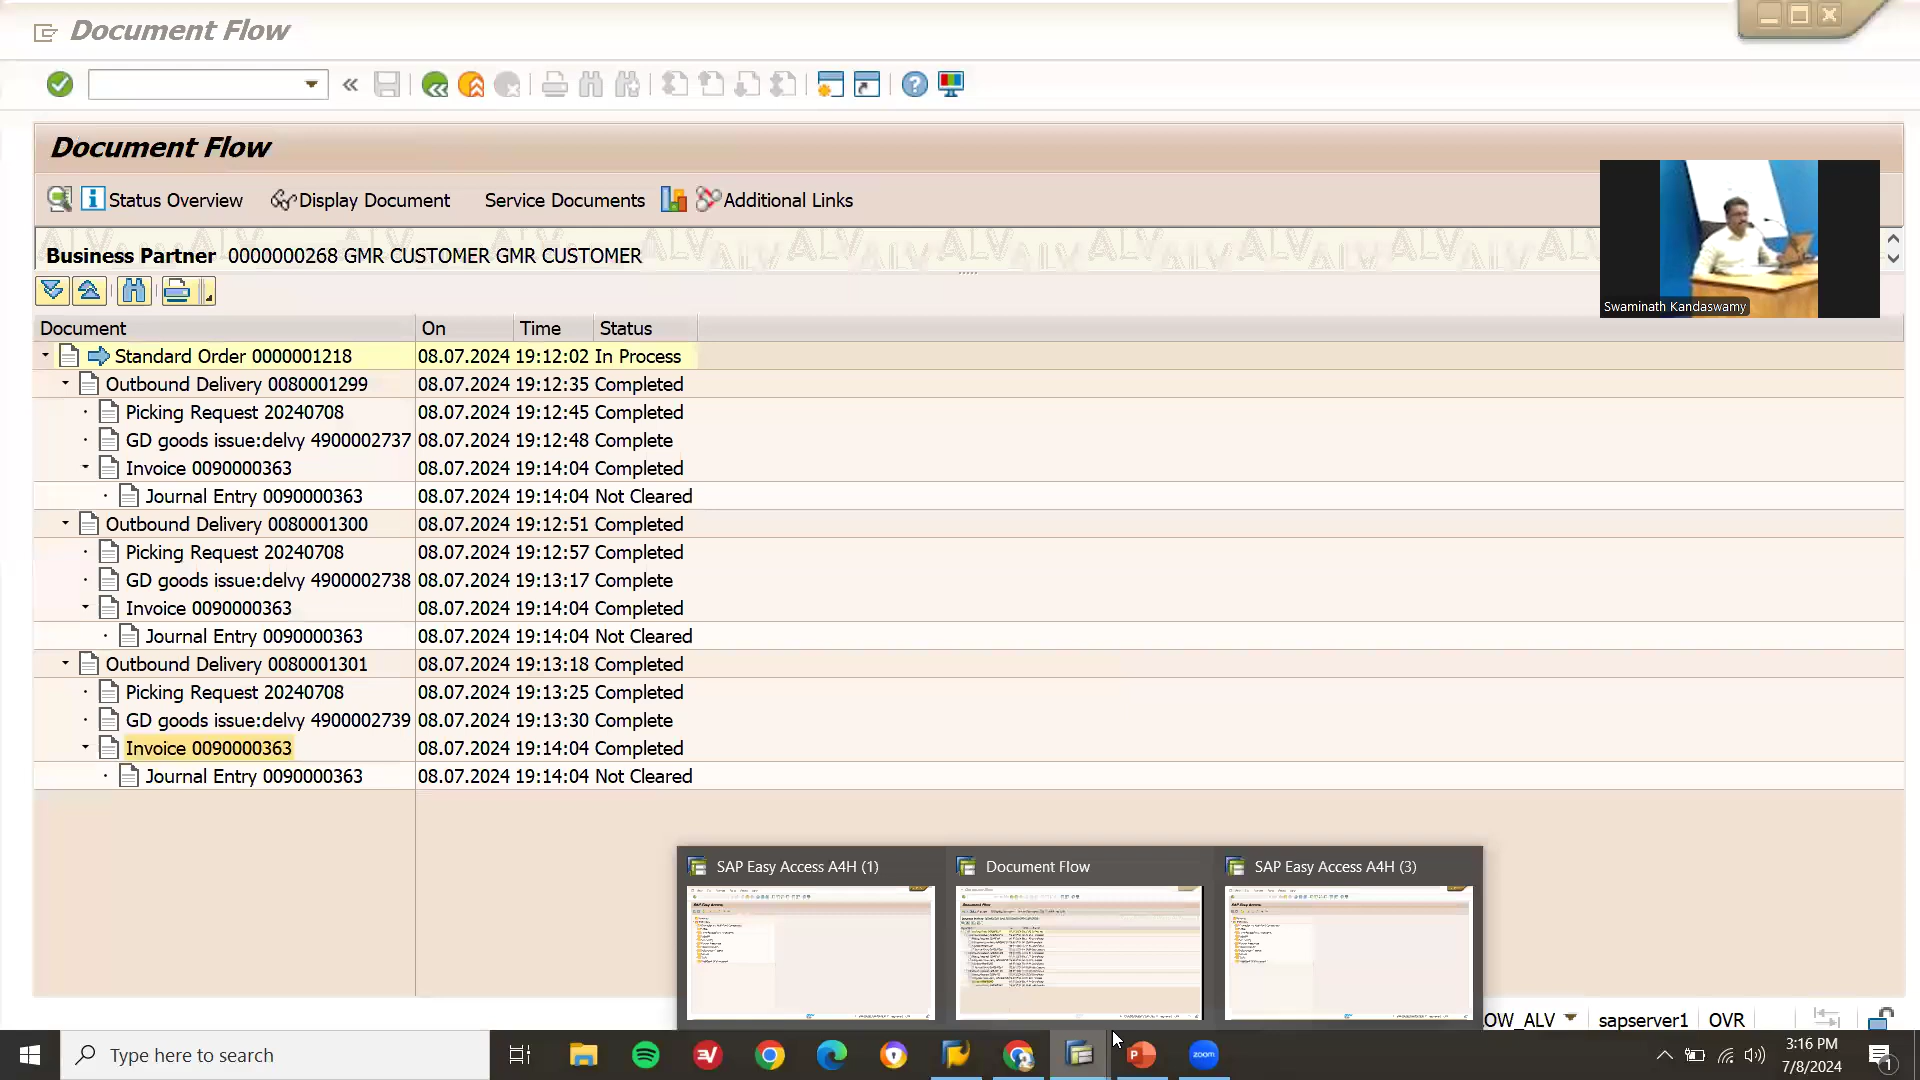 Document Flow
Document Flow
Status Overview Display Document Service Documents Additional Links
Business Partner 0000000268 GMR CUSTOMER GMR CUSTOMER
Swaminath Kandaswamy
Document On Time Status
Standard Order 0000001218 08.07.2024 19:12:02 In Process
Outbound Delivery 0080001299 08.07.2024 19:12:35 Completed
Picking Request 20240708 08.07.2024 19:12:45 Completed
GD goods issue:delvy 4900002737 08.07.2024 19:12:48 Complete
Invoice 0090000363 08.07.2024 19:14:04 Completed
Journal Entry 0090000363 08.07.2024 19:14:04 Not Cleared
Outbound Delivery 0080001300 08.07.2024 19:12:51 Completed
Picking Request 20240708 08.07.2024 19:12:57 Completed
GD goods issue:delvy 4900002738 08.07.2024 19:13:17 Complete
Invoice 0090000363 08.07.2024 19:14:04 Completed
Journal Entry 0090000363 08.07.2024 19:14:04 Not Cleared
Outbound Delivery 0080001301 08.07.2024 19:13:18 Completed
Picking Request 20240708 08.07.2024 19:13:25 Completed
GD goods issue:delvy 4900002739 08.07.2024 19:13:30 Complete
Invoice 0090000363 08.07.2024 19:14:04 Completed
Journal Entry 0090000363 08.07.2024 19:14:04 Not Cleared
SAP Easy Access A4H (1) Document Flow SAP Easy Access A4H (3)
OW_ALV sapserver1 OVR
Type here to search
zoom
3:16 PM
7/8/2024
1